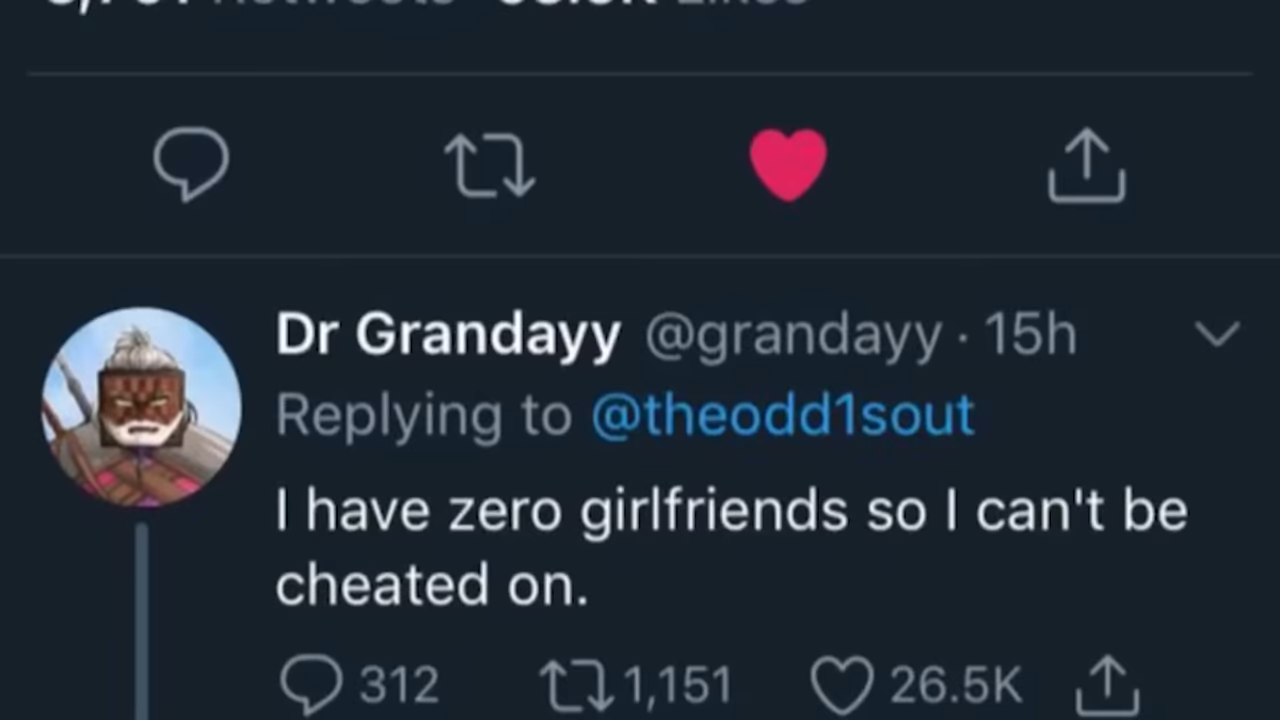 Dr Grandayy @grandayy · 15h
Replying to @theodd1sout
I have zero girlfriends so I can't be
cheated on.
312 1,151 26.5K